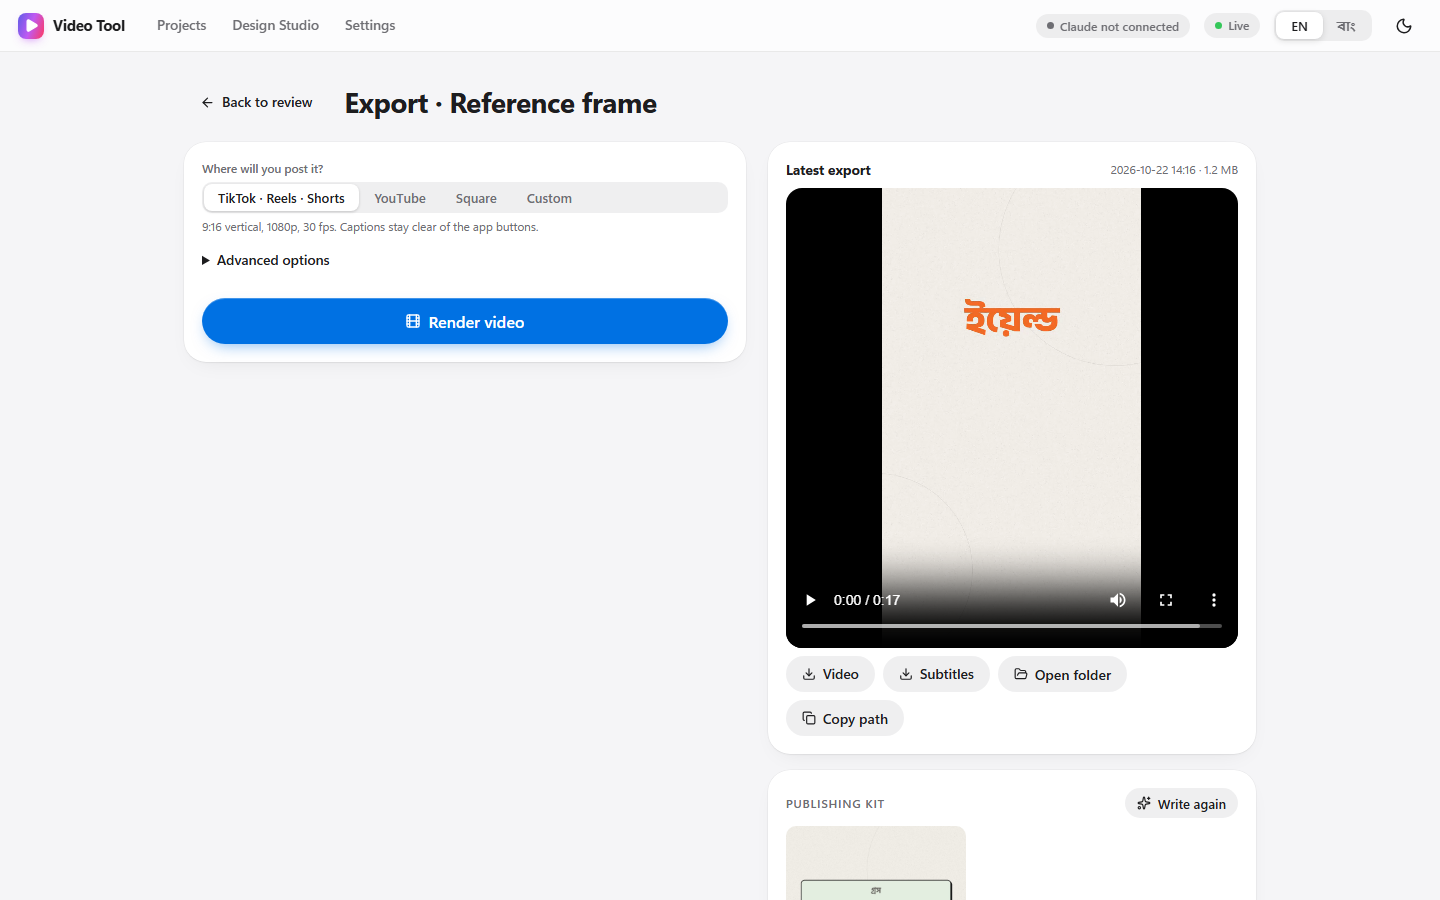 Video Tool
Projects
Design Studio
Settings
Claude not connected
Live
EN
বাং
Back to review
Export · Reference frame
Where will you post it?
TikTok · Reels · Shorts
YouTube
Square
Custom
9:16 vertical, 1080p, 30 fps. Captions stay clear of the app buttons.
Advanced options
Render video
Latest export
2026-10-22 14:16 · 1.2 MB
ইয়েল্ড
0:00 / 0:17
Video
Subtitles
Open folder
Copy path
PUBLISHING KIT
Write again
গ্রস